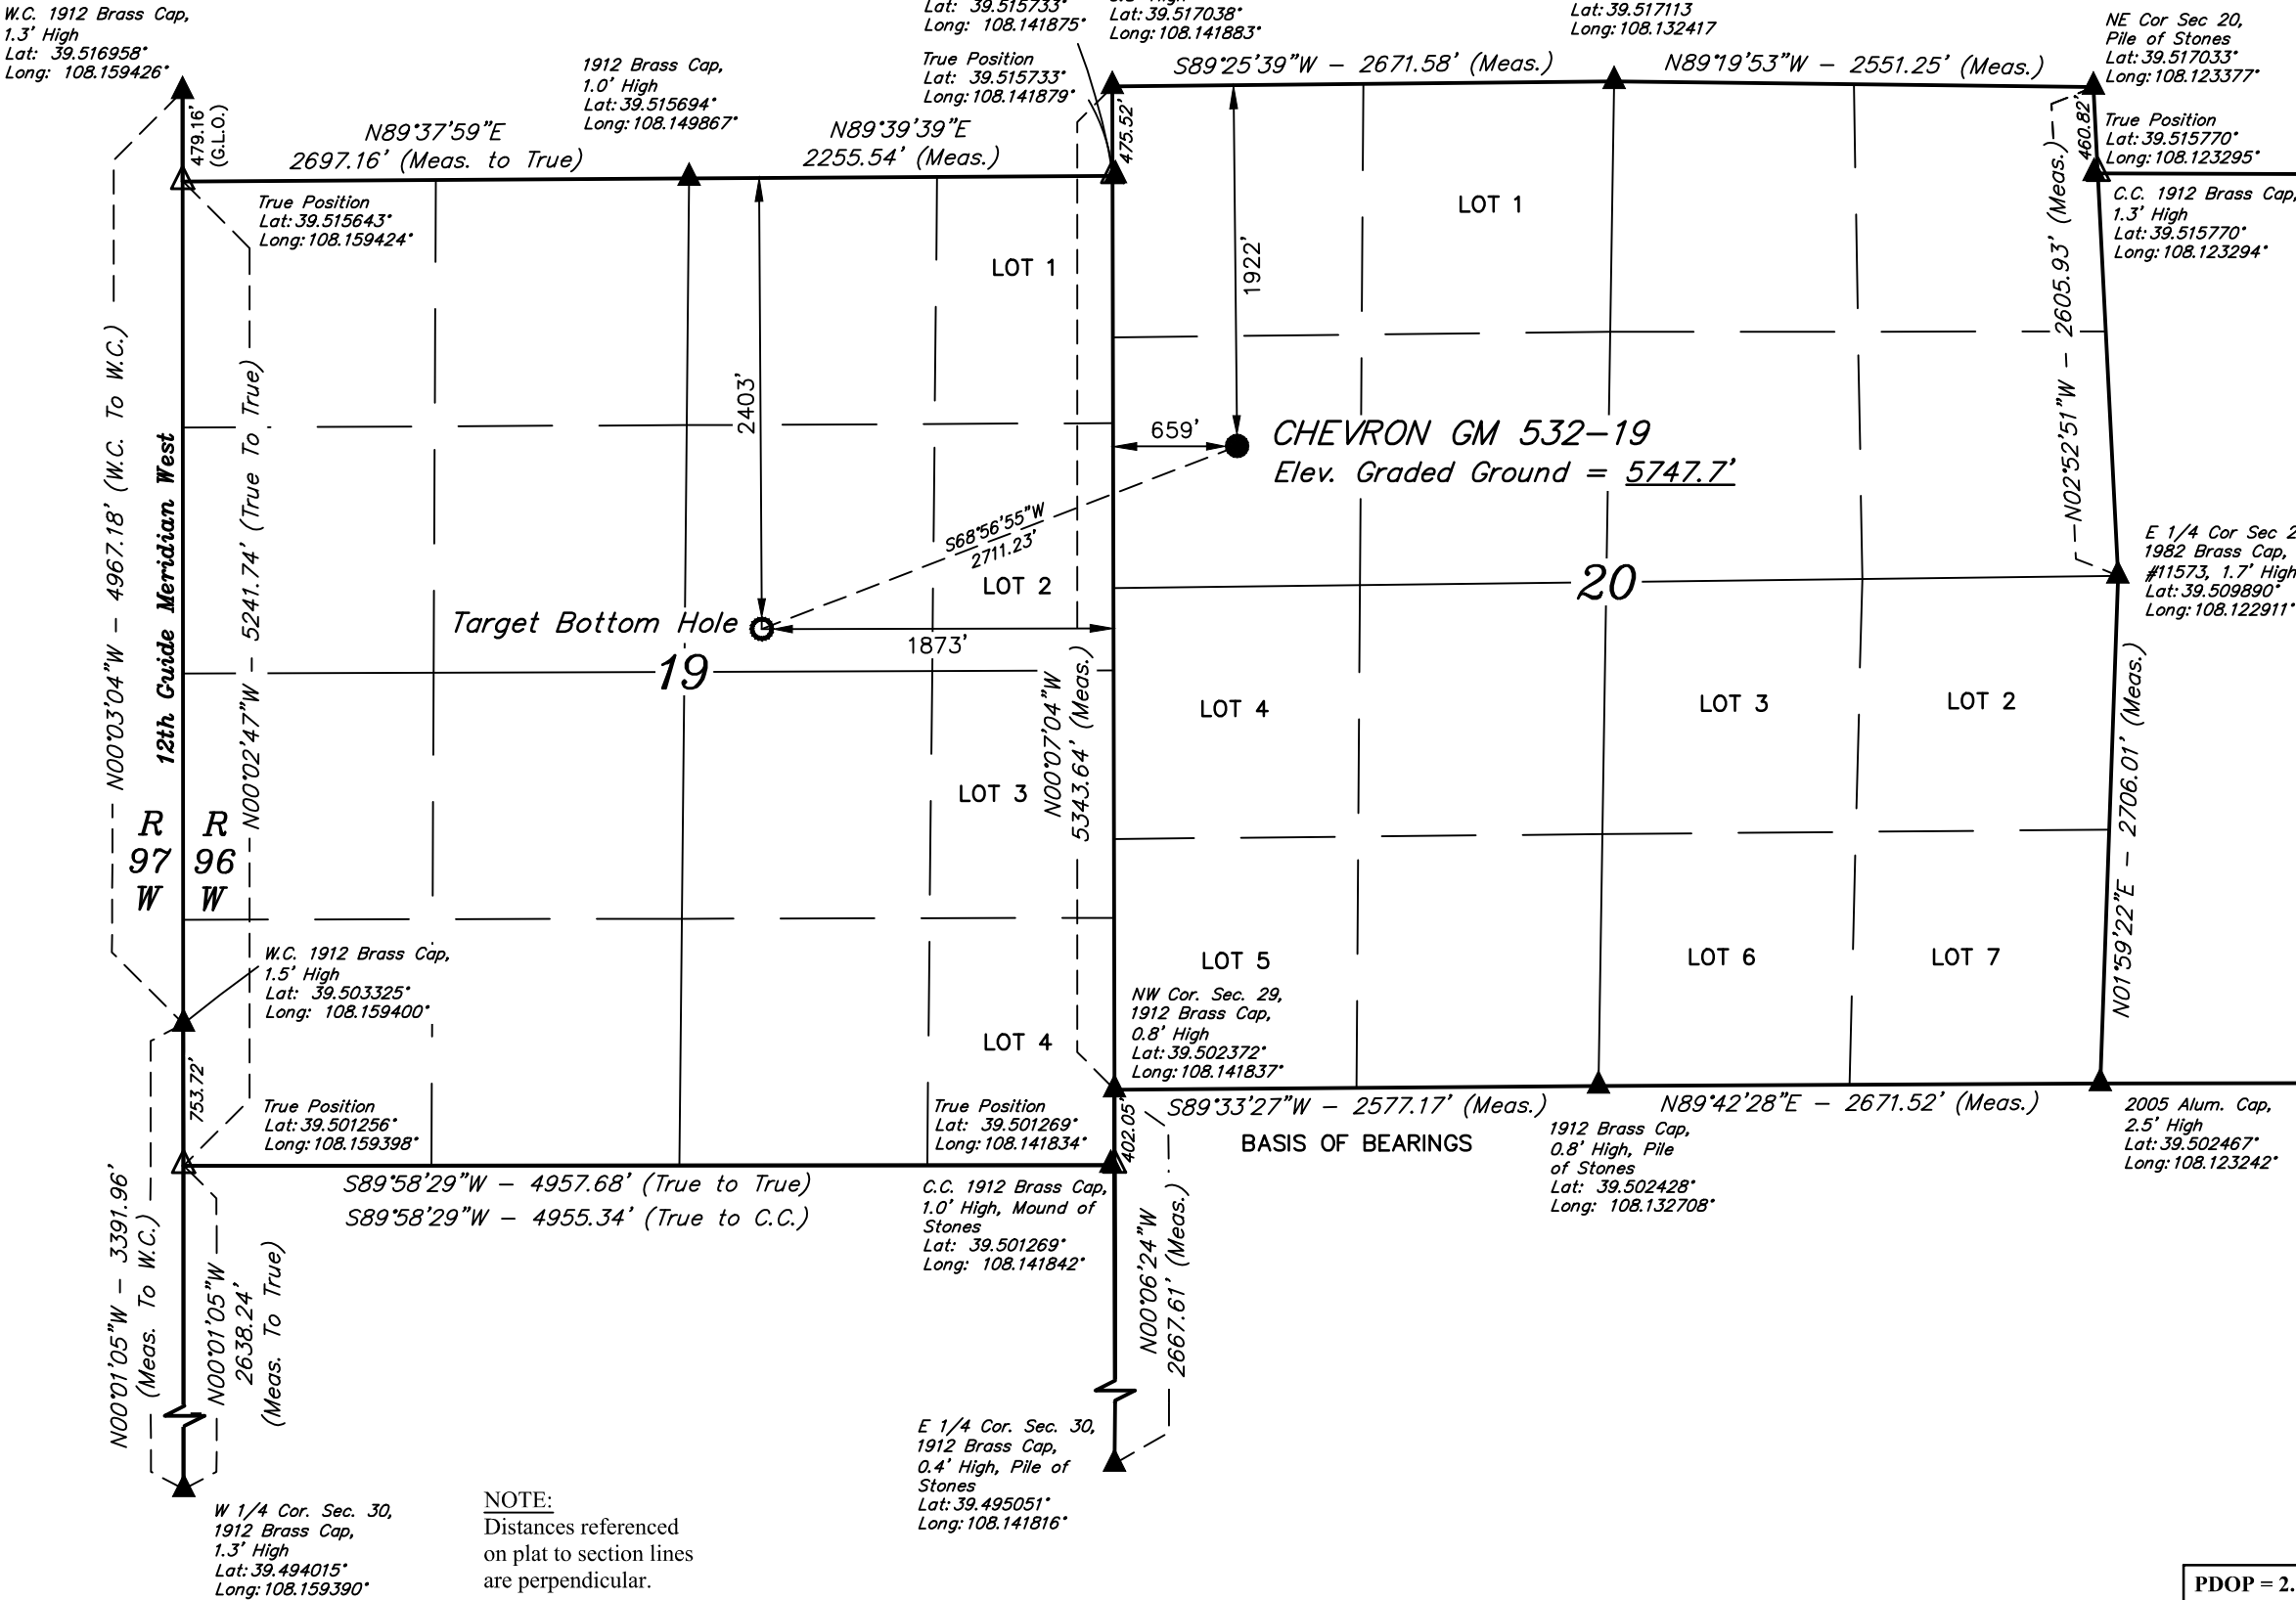 W.C. 1912 Brass Cap,
1.3' High
Lat: 39.516958°
Long: 108.159426°
479.16'
(G.L.O.)
N89°37'59"E
2697.16' (Meas. to True)
1912 Brass Cap,
1.0' High
Lat:39.515694°
Long:108.149867°
N89°39'39"E
2255.54' (Meas.)
Lat: 39.515733°
Long: 108.141875°
True Position
Lat: 39.515733°
Long:108.141879°
Lat:39.517038°
Long:108.141883°
475.52'
S89°25'39"W – 2671.58' (Meas.)
Lat:39.517113
Long:108.132417
N89°19'53"W – 2551.25' (Meas.)
NE Cor Sec 20,
Pile of Stones
Lat:39.517033°
Long:108.123377°
460.82'
True Position
Lat:39.515770°
Long:108.123295°
C.C. 1912 Brass Cap,
1.3' High
Lat:39.515770°
Long:108.123294°
True Position
Lat:39.515643°
Long:108.159424°
LOT 1
LOT 1
1922'
2403'
659'
CHEVRON GM 532–19
Elev. Graded Ground = 5747.7'
N02°52'51"W – 2605.93' (Meas.)
N00°03'04"W – 4967.18' (W.C. To W.C.)
12th Guide Meridian West
N00°02'47"W – 5241.74' (True To True)
S68°56'55"W
2711.23'
LOT 2
Target Bottom Hole
1873'
19
20
E 1/4 Cor Sec 2
1982 Brass Cap,
#11573, 1.7' High
Lat:39.509890°
Long:108.122911°
N00°07'04"W
5343.64' (Meas.)
LOT 4
LOT 3
LOT 2
LOT 3
N01°59'22"E – 2706.01' (Meas.)
R R
97 96
W W
W.C. 1912 Brass Cap,
1.5' High
Lat: 39.503325°
Long: 108.159400°
LOT 4
LOT 5
LOT 6
LOT 7
NW Cor. Sec. 29,
1912 Brass Cap,
0.8' High
Lat:39.502372°
Long:108.141837°
753.72'
True Position
Lat:39.501256°
Long:108.159398°
True Position
Lat: 39.501269°
Long:108.141834°
402.05'
S89°33'27"W – 2577.17' (Meas.)
BASIS OF BEARINGS
N89°42'28"E – 2671.52' (Meas.)
1912 Brass Cap,
0.8' High, Pile
of Stones
Lat: 39.502428°
Long: 108.132708°
2005 Alum. Cap,
2.5' High
Lat:39.502467°
Long:108.123242°
S89°58'29"W – 4957.68' (True to True)
S89°58'29"W – 4955.34' (True to C.C.)
C.C. 1912 Brass Cap,
1.0' High, Mound of
Stones
Lat: 39.501269°
Long: 108.141842°
N00°01'05"W – 3391.96'
(Meas. To W.C.)
N00°01'05"W
2638.24'
(Meas. To True)
N00°06'24"W
2667.61' (Meas.)
E 1/4 Cor. Sec. 30,
1912 Brass Cap,
0.4' High, Pile of
Stones
Lat:39.495051°
Long:108.141816°
W 1/4 Cor. Sec. 30,
1912 Brass Cap,
1.3' High
Lat:39.494015°
Long:108.159390°
NOTE:
Distances referenced
on plat to section lines
are perpendicular.
PDOP = 2.